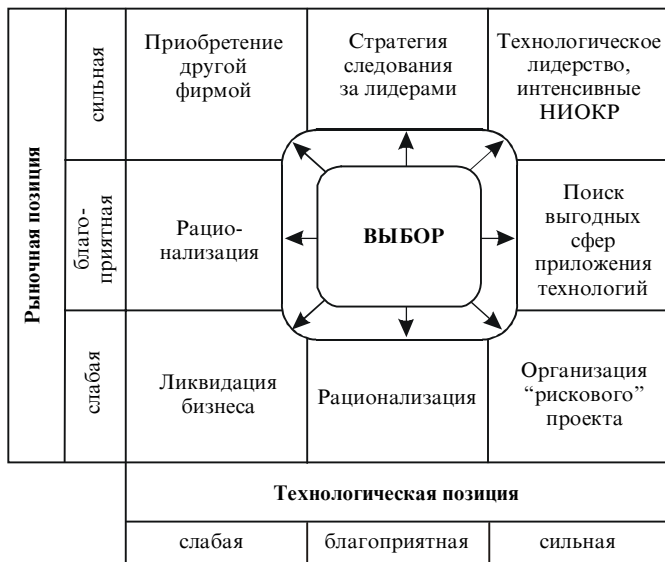 Рыночная позиция
сильная
Приобретение
другой
фирмой
Стратегия
следования
за лидерами
Технологическое
лидерство,
интенсивные
НИОКР
благо-
приятная
Рацио-
нализация
ВЫБОР
Поиск
выгодных
сфер
приложения
технологий
слабая
Ликвидация
бизнеса
Рационализация
Организация
“рискового”
проекта
Технологическая позиция
слабая
благоприятная
сильная